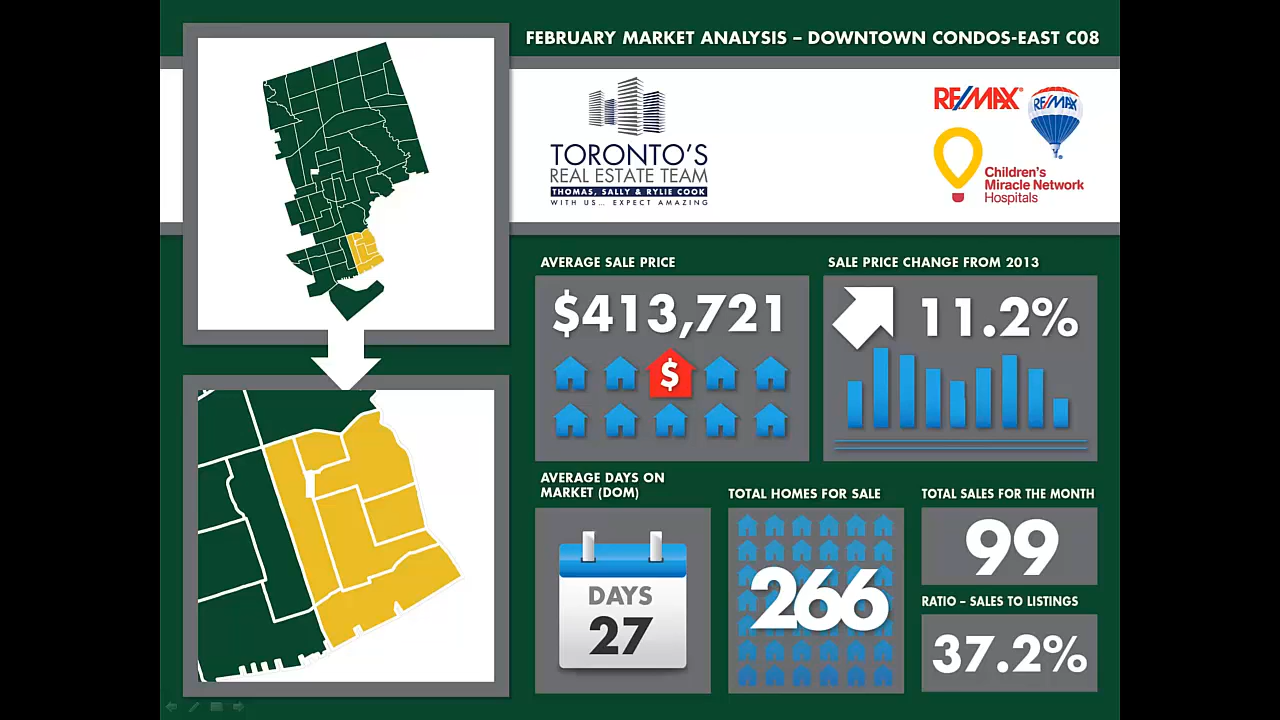 FEBRUARY MARKET ANALYSIS – DOWNTOWN CONDOS-EAST C08
TORONTO'S
REAL ESTATE TEAM
THOMAS, SALLY & RYLIE COOK
WITH US... EXPECT AMAZING
RE/MAX®
RE/MAX
Children's
Miracle Network
Hospitals
AVERAGE SALE PRICE
$413,721
$
SALE PRICE CHANGE FROM 2013
11.2%
AVERAGE DAYS ON
MARKET (DOM)
DAYS
27
TOTAL HOMES FOR SALE
266
TOTAL SALES FOR THE MONTH
99
RATIO – SALES TO LISTINGS
37.2%